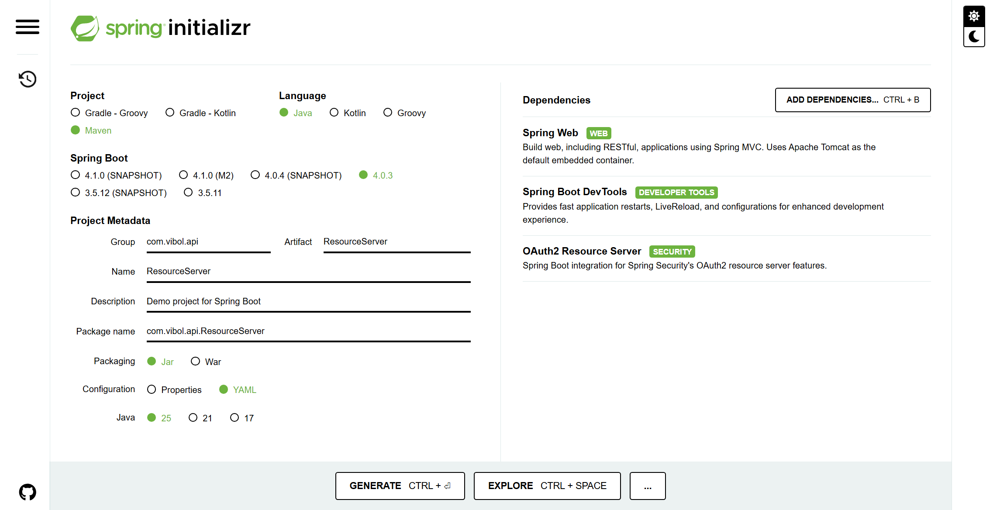 spring initializr
Project
Gradle - Groovy Gradle - Kotlin
Maven
Language
Java Kotlin Groovy
Spring Boot
4.1.0 (SNAPSHOT) 4.1.0 (M2) 4.0.4 (SNAPSHOT) 4.0.3
3.5.12 (SNAPSHOT) 3.5.11
Project Metadata
Group com.vibol.api Artifact ResourceServer
Name ResourceServer
Description Demo project for Spring Boot
Package name com.vibol.api.ResourceServer
Packaging Jar War
Configuration Properties YAML
Java 25 21 17
Dependencies ADD DEPENDENCIES... CTRL + B
Spring Web WEB
Build web, including RESTful, applications using Spring MVC. Uses Apache Tomcat as the
default embedded container.
Spring Boot DevTools DEVELOPER TOOLS
Provides fast application restarts, LiveReload, and configurations for enhanced development
experience.
OAuth2 Resource Server SECURITY
Spring Boot integration for Spring Security's OAuth2 resource server features.
GENERATE CTRL + ⏎ EXPLORE CTRL + SPACE ...